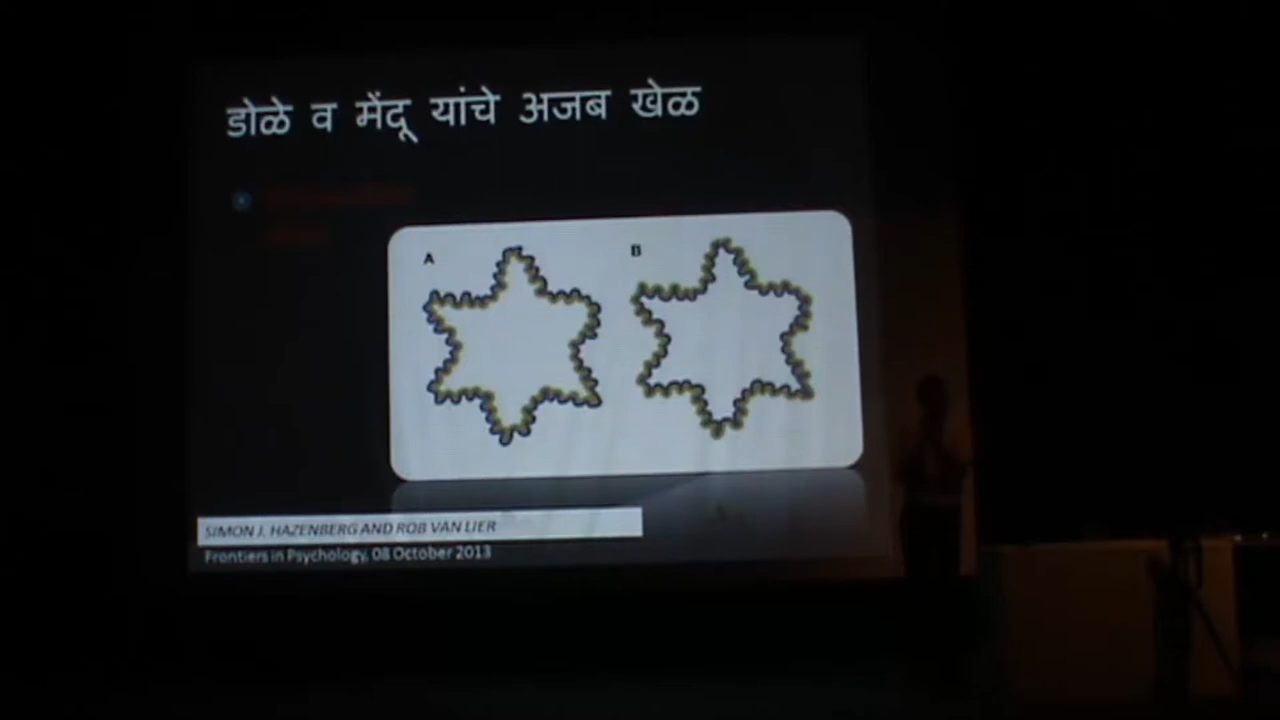 डोळे व मेंदू यांचे अजब खेळ
A
B
SIMON J. HAZENBERG AND ROB VAN LIER
Frontiers in Psychology, 08 October 2013